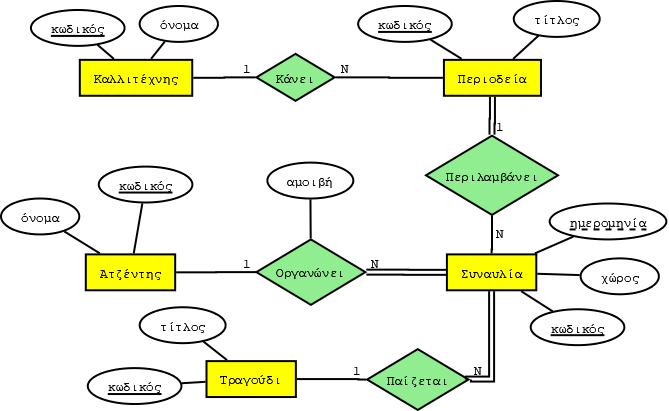 κωδικός
όνομα
κωδικός
τίτλος
Καλλιτέχνης
1
Κάνει
N
Περιοδεία
1
Περιλαμβάνει
αμοιβή
κωδικός
όνομα
ημερομηνία
N
Ατζέντης
1
Οργανώνει
N
Συναυλία
χώρος
τίτλος
κωδικός
κωδικός
Τραγούδι
1
Παίζεται
N